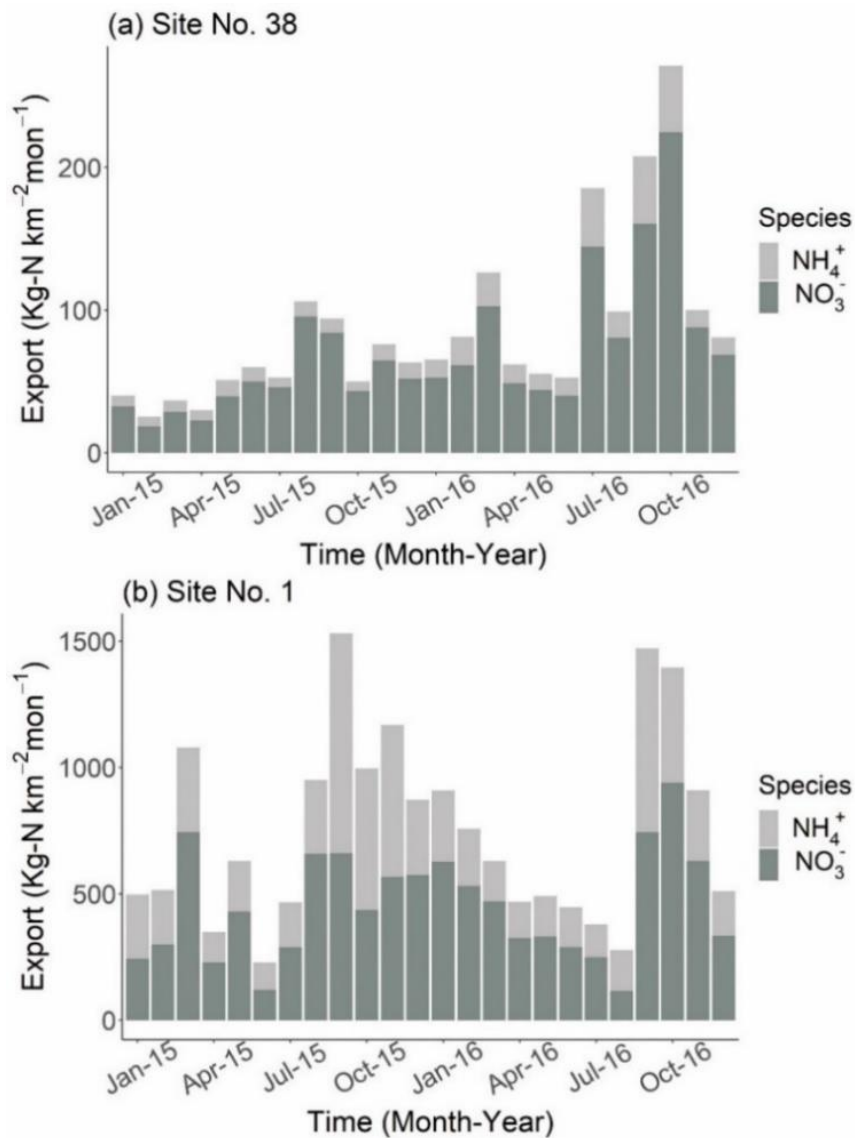 (a) Site No. 38
Export (Kg-N km⁻²mon⁻¹)
200
100
0
Jan-15 Apr-15 Jul-15 Oct-15 Jan-16 Apr-16 Jul-16 Oct-16
Time (Month-Year)
Species
NH₄⁺
NO₃⁻
(b) Site No. 1
Export (Kg-N km⁻²mon⁻¹)
1500
1000
500
0
Jan-15 Apr-15 Jul-15 Oct-15 Jan-16 Apr-16 Jul-16 Oct-16
Time (Month-Year)
Species
NH₄⁺
NO₃⁻